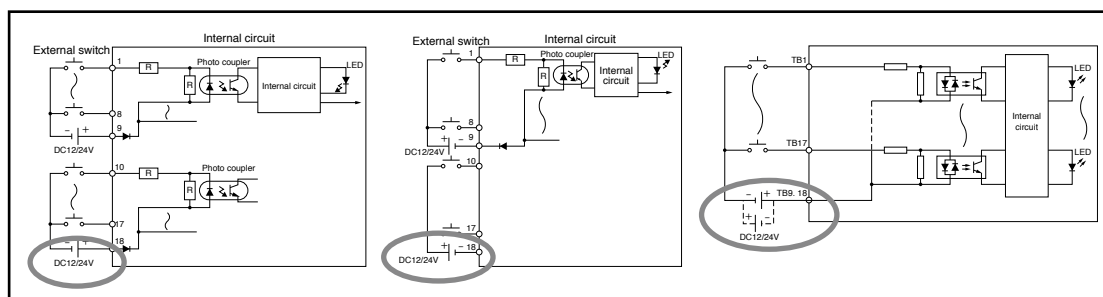 Internal circuit
External switch
Photo coupler
LED
1
R
R
Internal circuit
8
- +
9
DC12/24V
Photo coupler
10
R
R
17
- +
18
DC12/24V
Internal circuit
External switch
Photo coupler
LED
1
R
R
Internal
circuit
8
+ -
9
DC12/24V
10
17
+ -
18
DC12/24V
TB1
LED
Internal
circuit
TB17
LED
- +
TB9. 18
+ -
DC12/24V